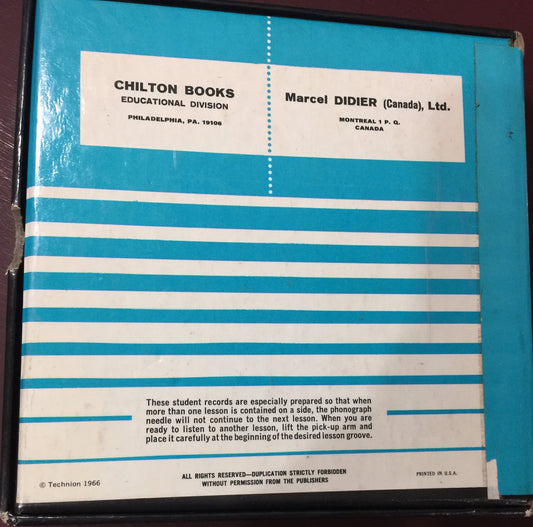 CHILTON BOOKS
EDUCATIONAL DIVISION
PHILADELPHIA, PA. 19106
Marcel DIDIER (Canada), Ltd.
MONTREAL 1 P. Q.
CANADA
These student records are especially prepared so that when
more than one lesson is contained on a side, the phonograph
needle will not continue to the next lesson. When you are
ready to listen to another lesson, lift the pick-up arm and
place it carefully at the beginning of the desired lesson groove.
ALL RIGHTS RESERVED—DUPLICATION STRICTLY FORBIDDEN
WITHOUT PERMISSION FROM THE PUBLISHERS
© Technion 1966
PRINTED IN U.S.A.